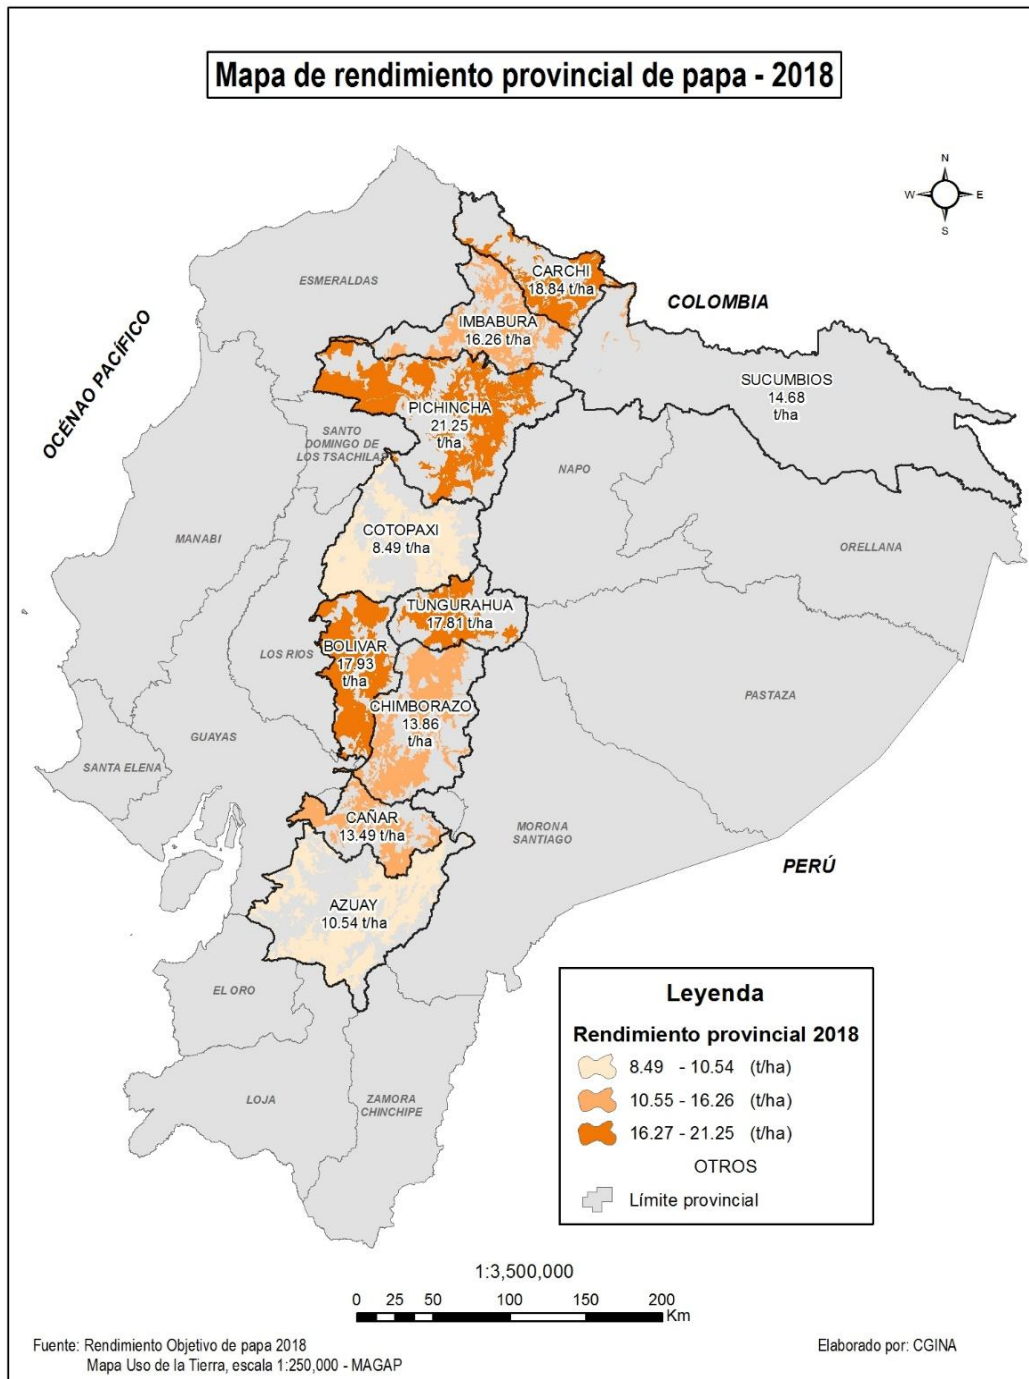 Mapa de rendimiento provincial de papa - 2018
N
W
E
S
ESMERALDAS
CARCHI
18.84 t/ha
COLOMBIA
IMBABURA
16.26 t/ha
OCÉNAO PACÍFICO
SUCUMBIOS
14.68
t/ha
PICHINCHA
21.25
t/ha
SANTO
DOMINGO DE
LOS TSACHILAS
NAPO
COTOPAXI
8.49 t/ha
MANABI
ORELLANA
TUNGURAHUA
17.81 t/ha
BOLIVAR
17.93
t/ha
LOS RIOS
PASTAZA
CHIMBORAZO
13.86
t/ha
GUAYAS
SANTA ELENA
CAÑAR
13.49 t/ha
MORONA
SANTIAGO
PERÚ
AZUAY
10.54 t/ha
EL ORO
LOJA
ZAMORA
CHINCHIPE
Leyenda
Rendimiento provincial 2018
8.49 - 10.54 (t/ha)
10.55 - 16.26 (t/ha)
16.27 - 21.25 (t/ha)
OTROS
Límite provincial
1:3,500,000
0 25 50 100 150 200
Km
Fuente: Rendimiento Objetivo de papa 2018
Mapa Uso de la Tierra, escala 1:250,000 - MAGAP
Elaborado por: CGINA